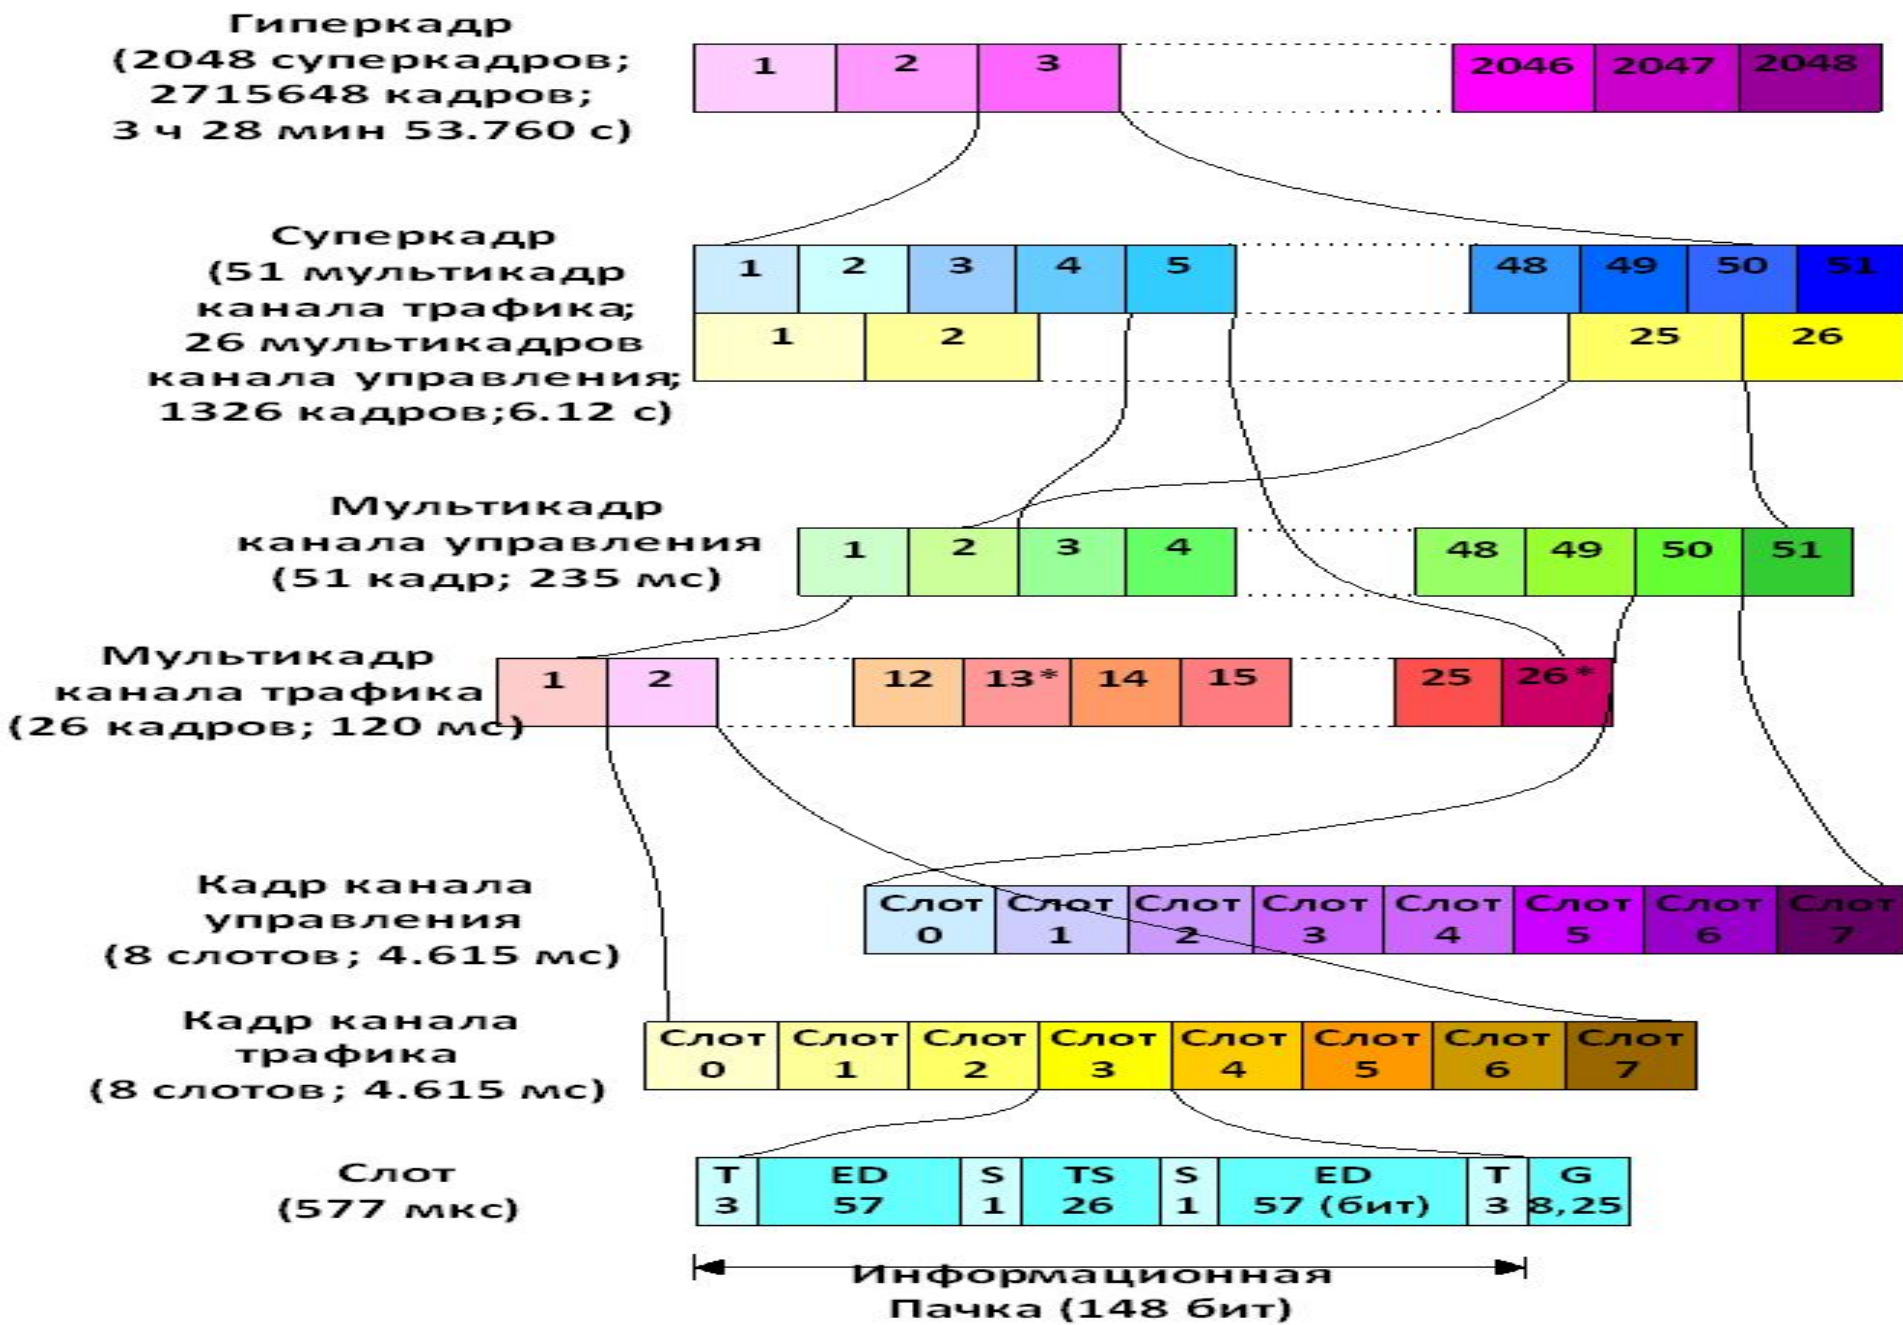 Гиперкадр
(2048 суперкадров;
2715648 кадров;
3 ч 28 мин 53.760 с)
1 2 3 2046 2047 2048
Суперкадр
(51 мультикадр
канала трафика;
26 мультикадров
канала управления;
1326 кадров;6.12 с)
1 2 3 4 5 48 49 50 51
1 2 25 26
Мультикадр
канала управления
(51 кадр; 235 мс)
1 2 3 4 48 49 50 51
Мультикадр
канала трафика
(26 кадров; 120 мс)
1 2 12 13* 14 15 25 26*
Кадр канала
управления
(8 слотов; 4.615 мс)
Слот Слот Слот Слот Слот Слот Слот Слот
0 1 2 3 4 5 6 7
Кадр канала
трафика
(8 слотов; 4.615 мс)
Слот Слот Слот Слот Слот Слот Слот Слот
0 1 2 3 4 5 6 7
Слот
(577 мкс)
T ED S TS S ED T G
3 57 1 26 1 57 (бит) 3 8,25
Информационная
Пачка (148 бит)